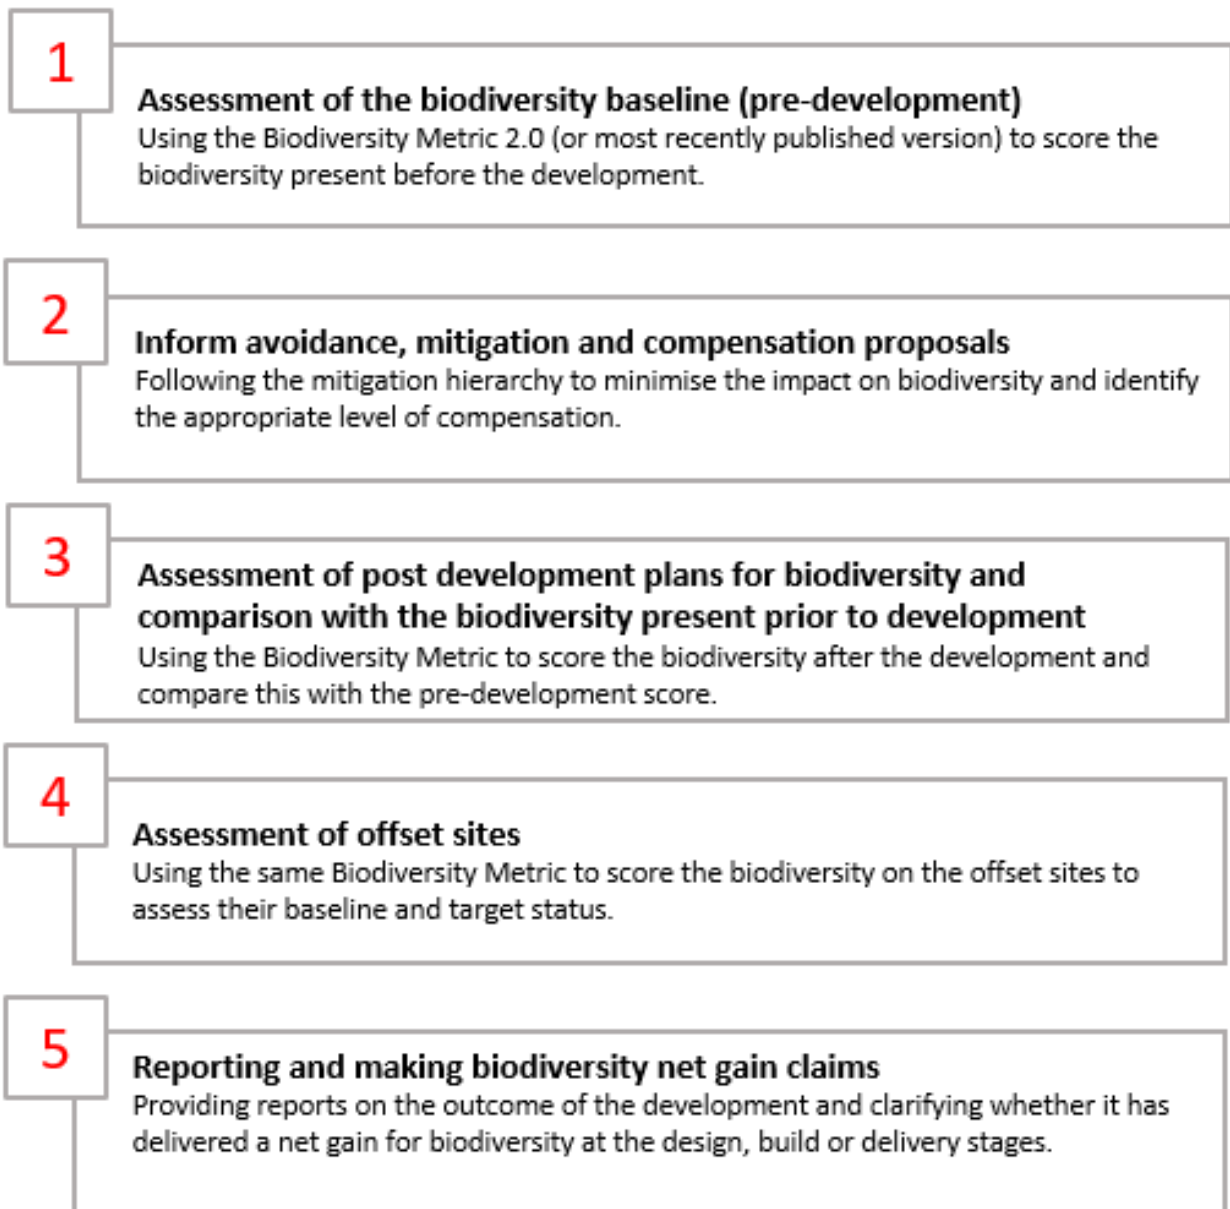 1
Assessment of the biodiversity baseline (pre-development)
Using the Biodiversity Metric 2.0 (or most recently published version) to score the
biodiversity present before the development.
2
Inform avoidance, mitigation and compensation proposals
Following the mitigation hierarchy to minimise the impact on biodiversity and identify
the appropriate level of compensation.
3
Assessment of post development plans for biodiversity and
comparison with the biodiversity present prior to development
Using the Biodiversity Metric to score the biodiversity after the development and
compare this with the pre-development score.
4
Assessment of offset sites
Using the same Biodiversity Metric to score the biodiversity on the offset sites to
assess their baseline and target status.
5
Reporting and making biodiversity net gain claims
Providing reports on the outcome of the development and clarifying whether it has
delivered a net gain for biodiversity at the design, build or delivery stages.